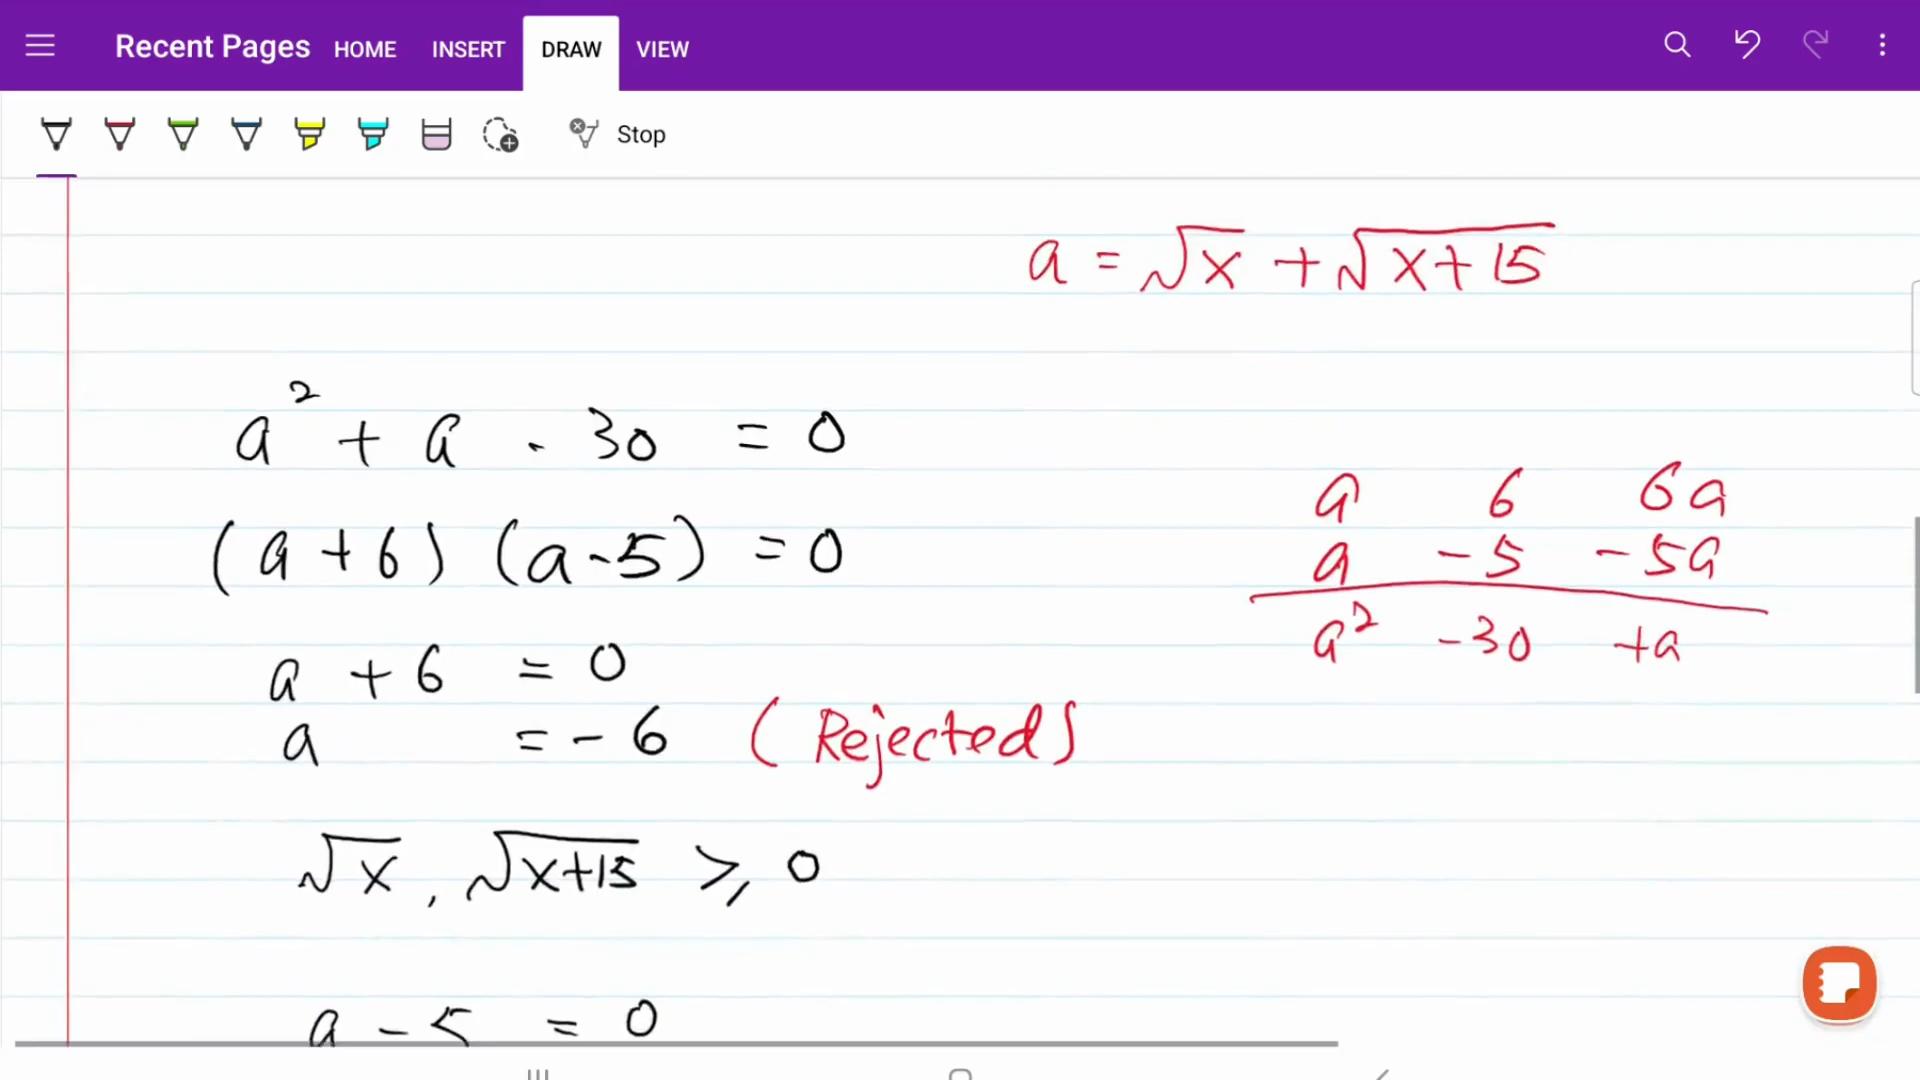 Recent Pages HOME INSERT DRAW VIEW
Stop
a = √x + √(x+15)
a² + a - 30 = 0
(a + 6) (a - 5) = 0
a 6 6a
a - 5 - 5a
a² - 30 + a
a + 6 = 0
a = - 6 (Rejected)
√x , √(x+15) ⩾ 0
a - 5 = 0